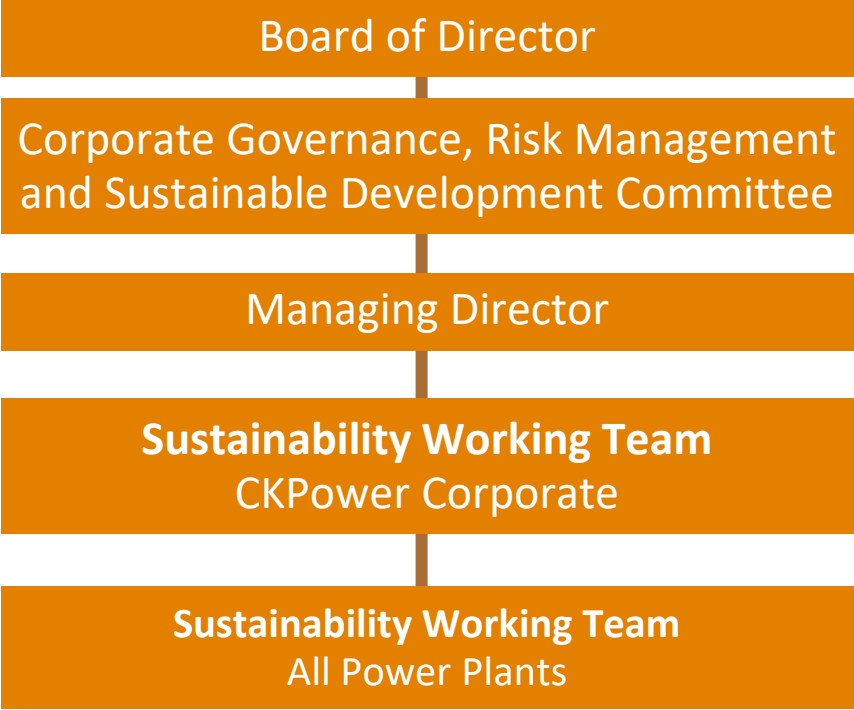 Board of Director
Corporate Governance, Risk Management
and Sustainable Development Committee
Managing Director
Sustainability Working Team
CKPower Corporate
Sustainability Working Team
All Power Plants